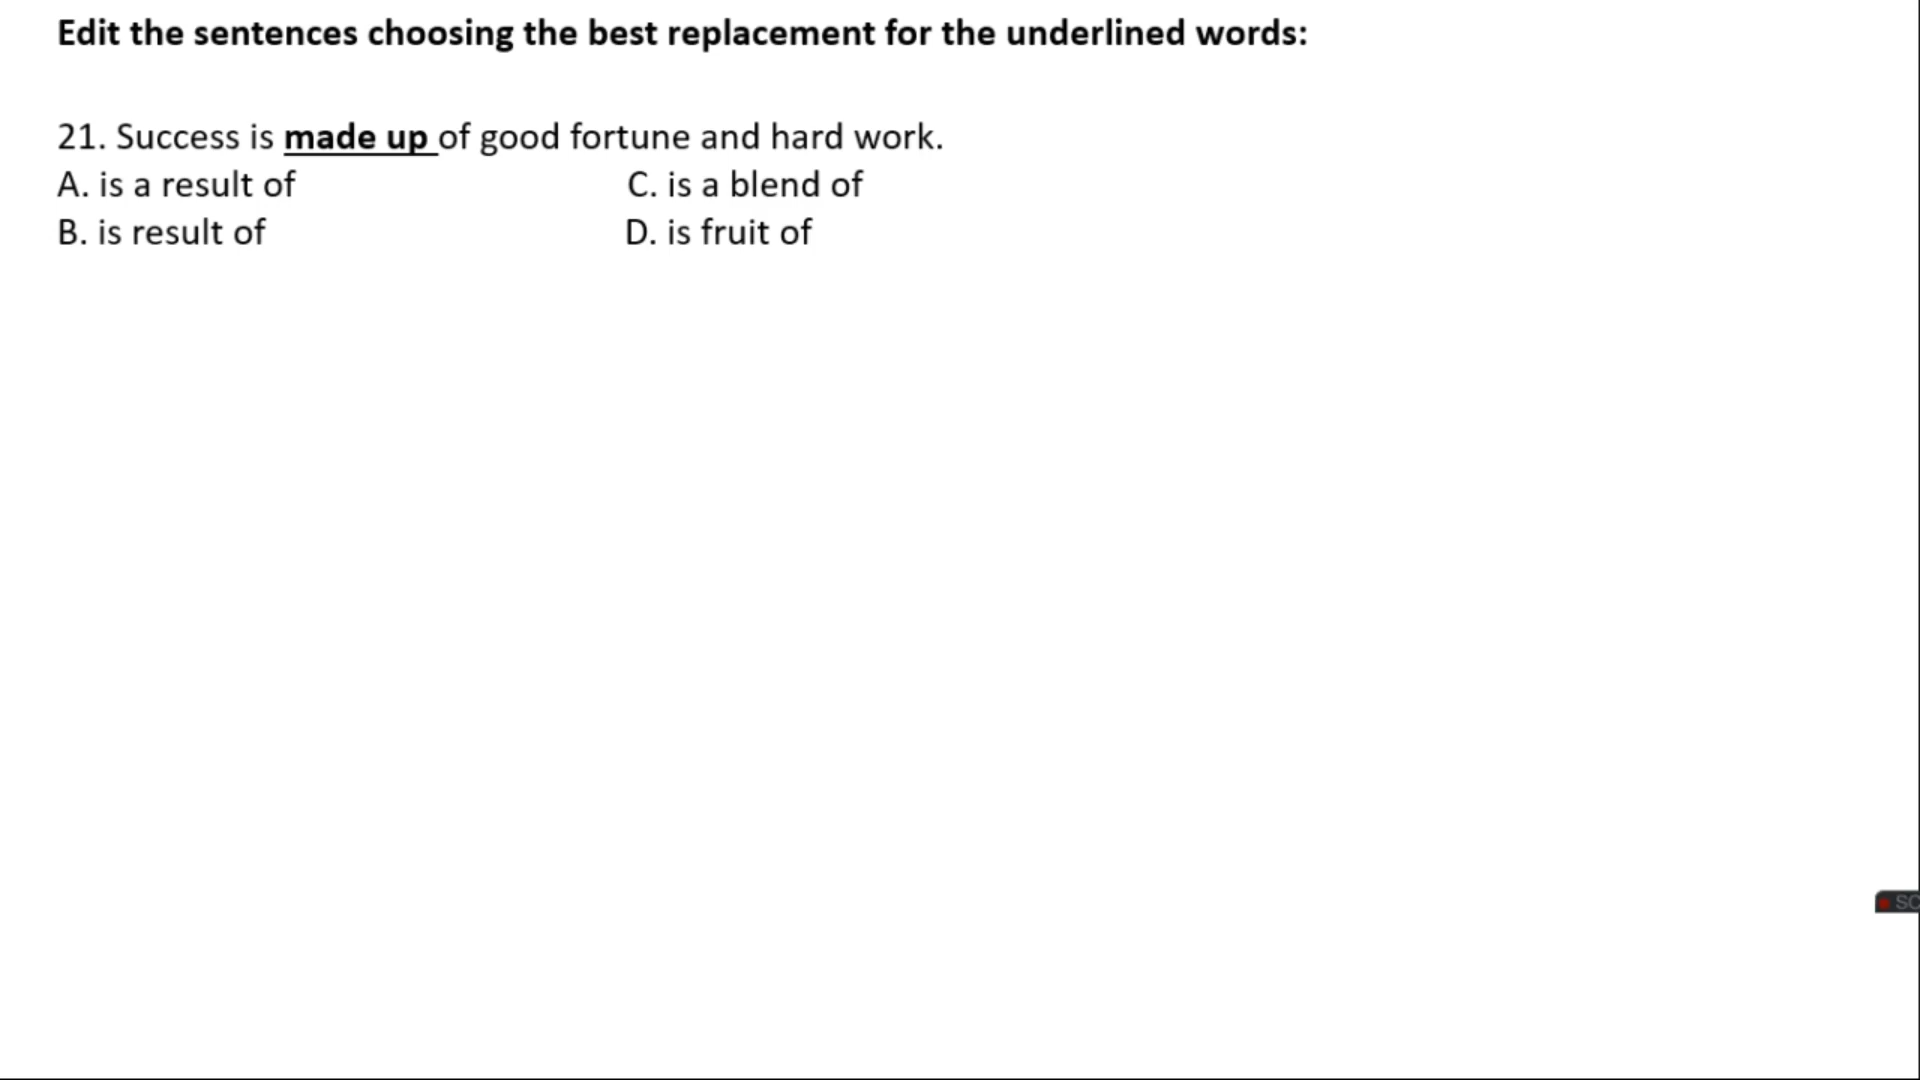 Edit the sentences choosing the best replacement for the underlined words:
21. Success is made up of good fortune and hard work.
A. is a result of C. is a blend of
B. is result of D. is fruit of